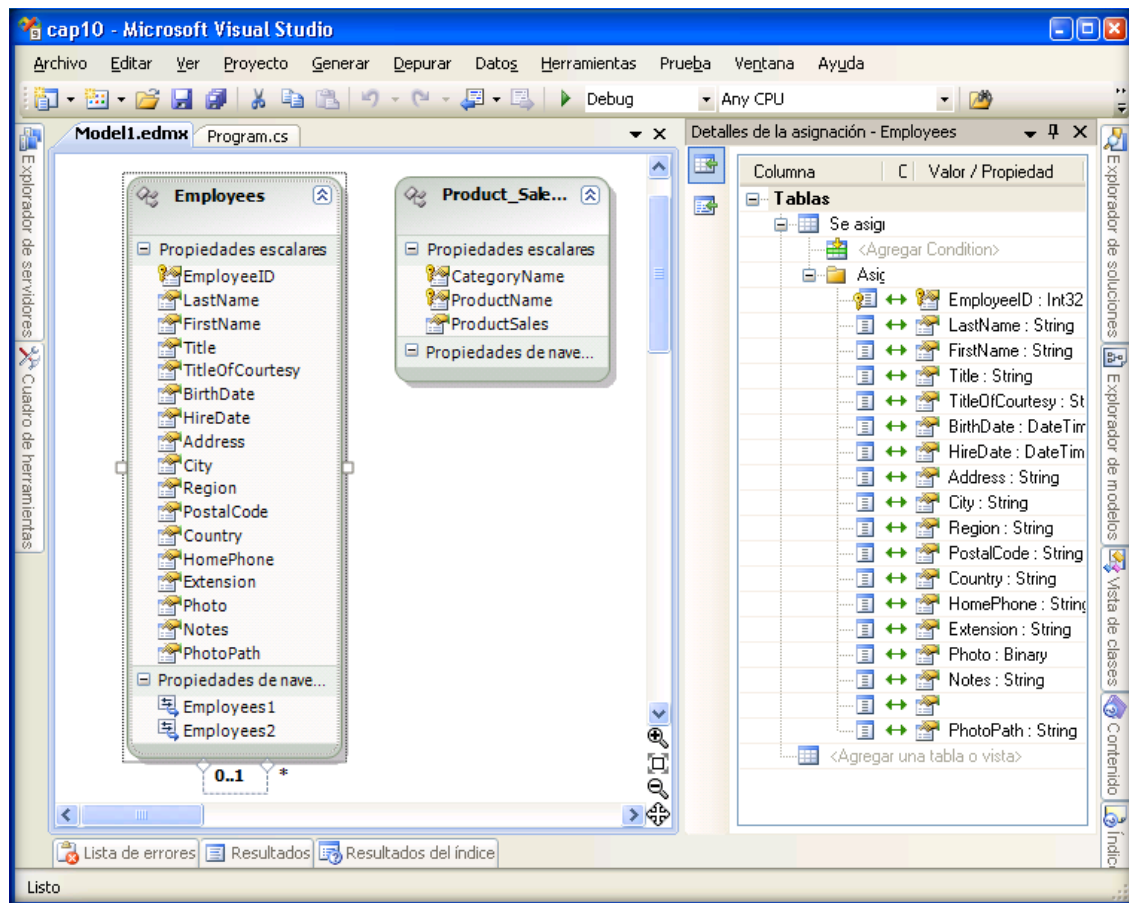 cap10 - Microsoft Visual Studio
Archivo Editar Ver Proyecto Generar Depurar Datos Herramientas Prueba Ventana Ayuda
Debug Any CPU
Explorador de servidores
Cuadro de herramientas
Model1.edmx Program.cs
Employees
Propiedades escalares
EmployeeID
LastName
FirstName
Title
TitleOfCourtesy
BirthDate
HireDate
Address
City
Region
PostalCode
Country
HomePhone
Extension
Photo
Notes
PhotoPath
Propiedades de nave...
Employees1
Employees2
0..1 *
Product_Sale...
Propiedades escalares
CategoryName
ProductName
ProductSales
Propiedades de nave...
Detalles de la asignación - Employees
Columna C Valor / Propiedad
Tablas
Se asigr
<Agregar Condition>
Asig
EmployeeID : Int32
LastName : String
FirstName : String
Title : String
TitleOfCourtesy : St
BirthDate : DateTim
HireDate : DateTim
Address : String
City : String
Region : String
PostalCode : String
Country : String
HomePhone : String
Extension : String
Photo : Binary
Notes : String
PhotoPath : String
<Agregar una tabla o vista>
Explorador de soluciones
Explorador de modelos
Vista de clases
Contenido
Índic
Lista de errores Resultados Resultados del índice
Listo